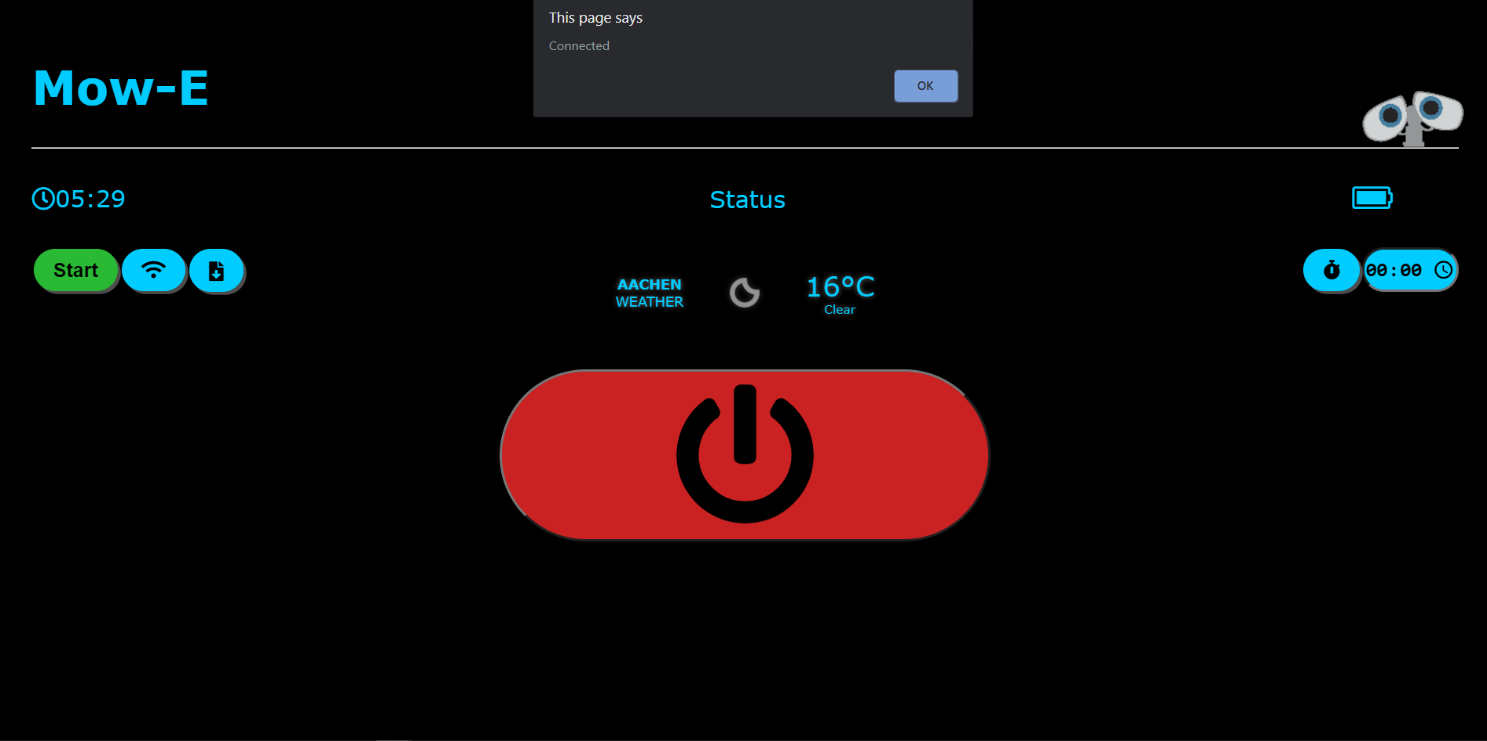 This page says
Connected
OK
Mow-E
05:29
Status
Start
00:00
AACHEN
WEATHER
16°C
Clear